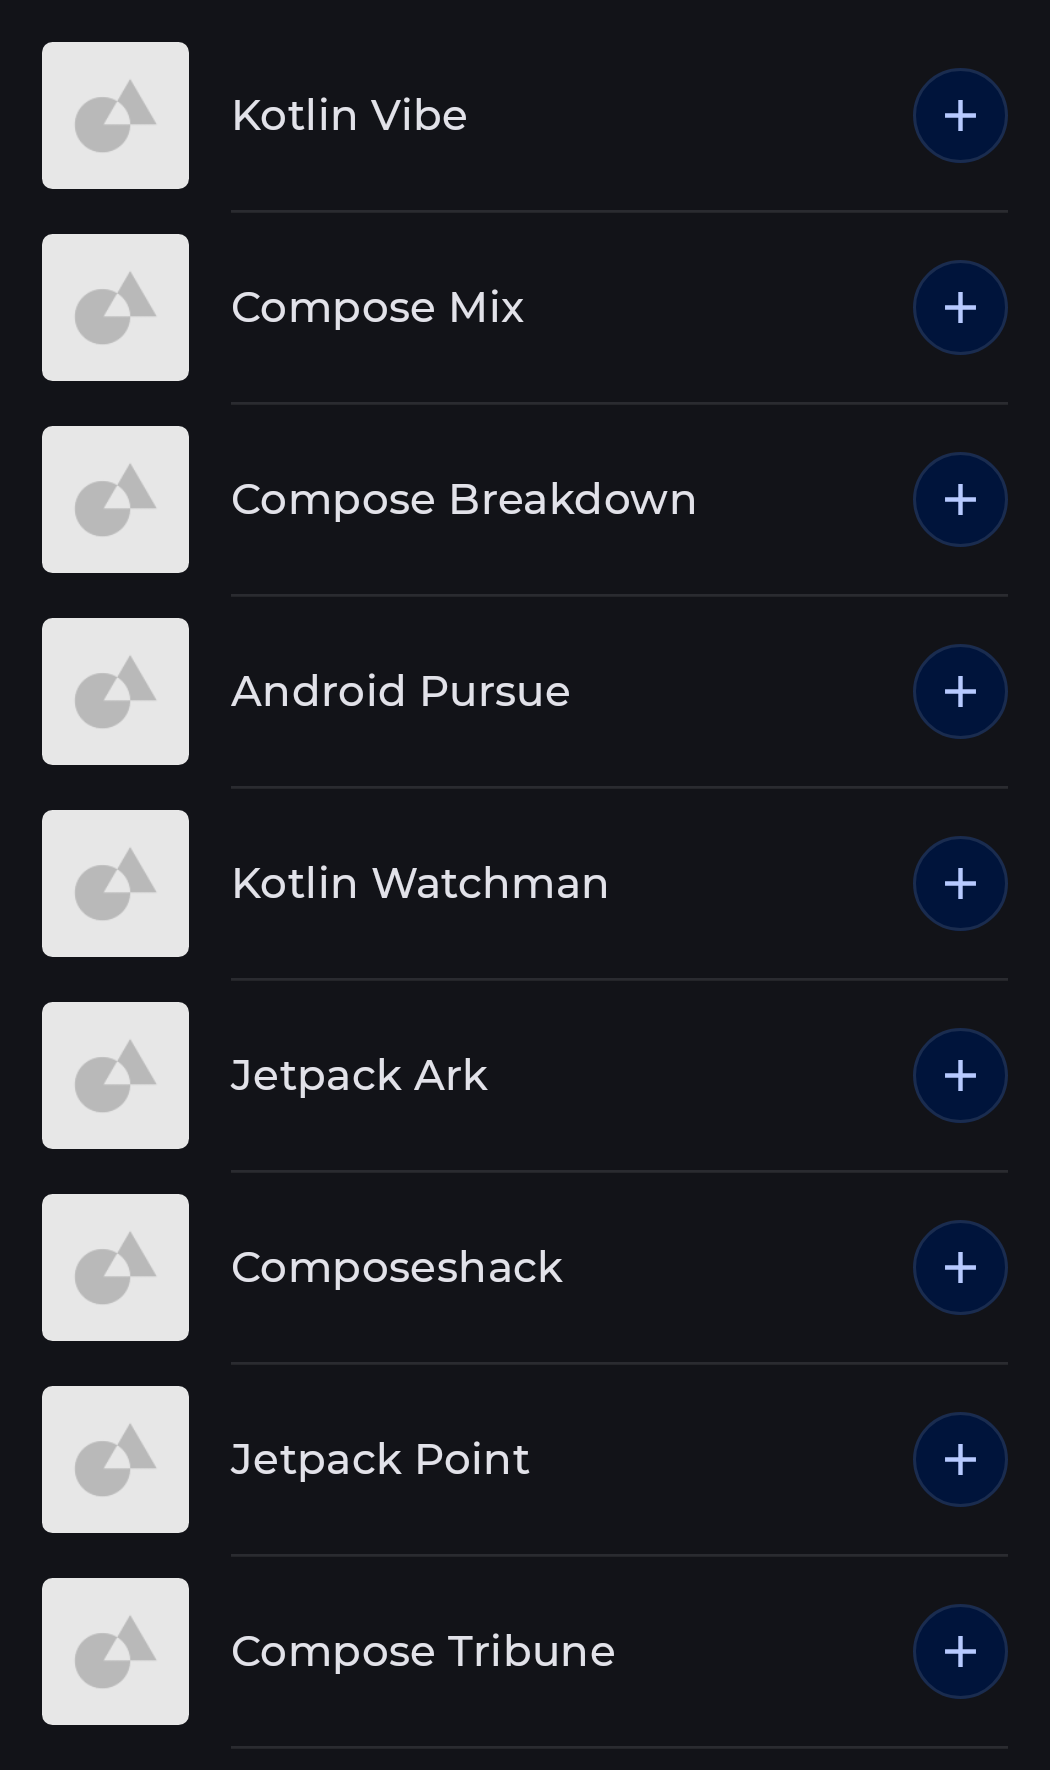 Kotlin Vibe
Compose Mix
Compose Breakdown
Android Pursue
Kotlin Watchman
Jetpack Ark
Composeshack
Jetpack Point
Compose Tribune